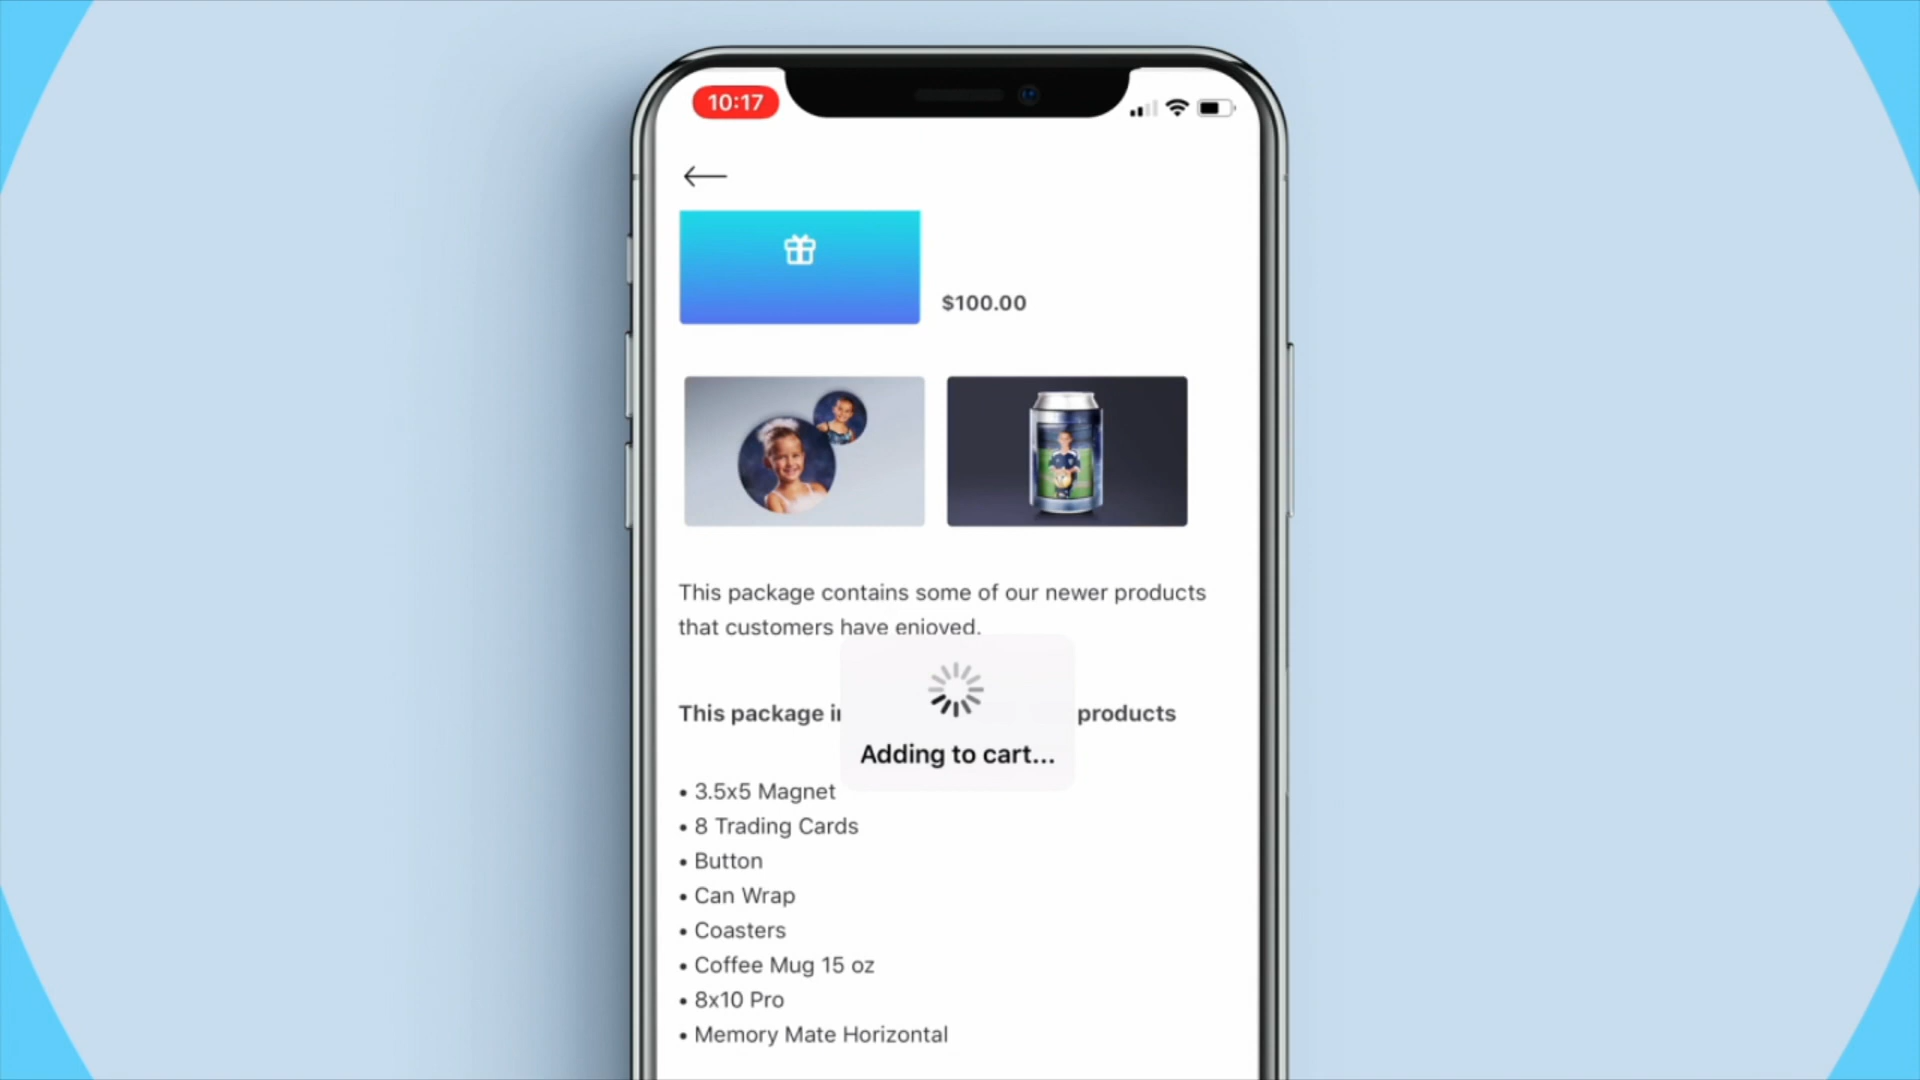 10:17
$100.00
This package contains some of our newer products
that customers have enjoyed.
This package products
Adding to cart...
• 3.5x5 Magnet
• 8 Trading Cards
• Button
• Can Wrap
• Coasters
• Coffee Mug 15 oz
• 8x10 Pro
• Memory Mate Horizontal